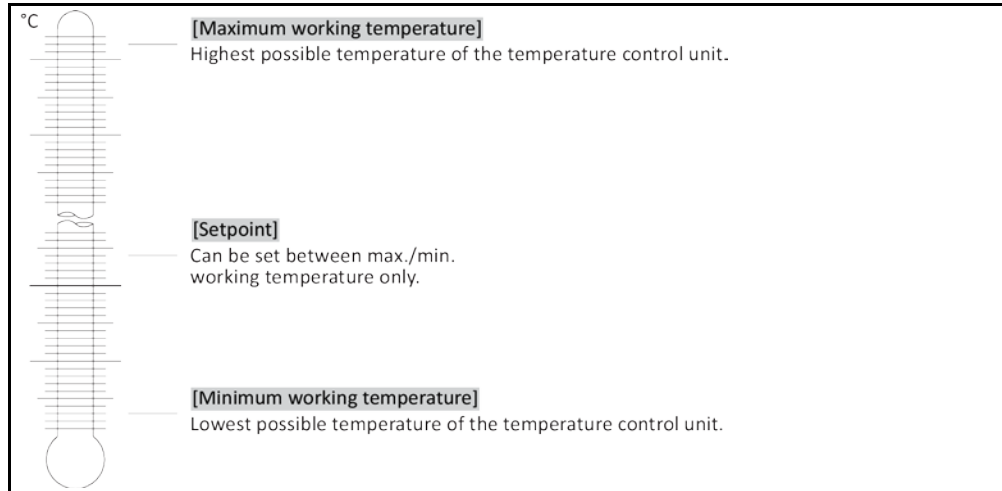 °C
[Maximum working temperature]
Highest possible temperature of the temperature control unit.
[Setpoint]
Can be set between max./min.
working temperature only.
[Minimum working temperature]
Lowest possible temperature of the temperature control unit.